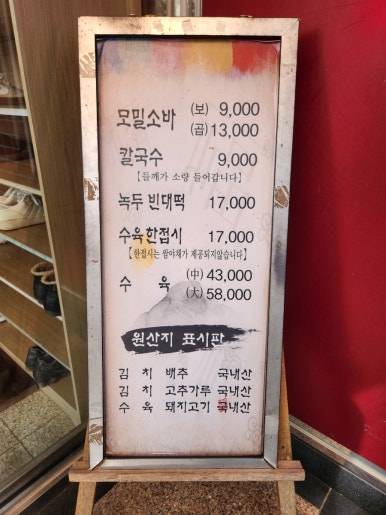 모밀소바 (보) 9,000
(곱) 13,000
칼국수 9,000
【들깨가 소량 들어갑니다】
녹두 빈대떡 17,000
수육한접시 17,000
【한접시는 쌈야채가 제공되지않습니다】
수 육 (中) 43,000
(大) 58,000
원산지 표시판
김 치 배추 국내산
김 치 고추가루 국내산
수 육 돼지고기 국내산